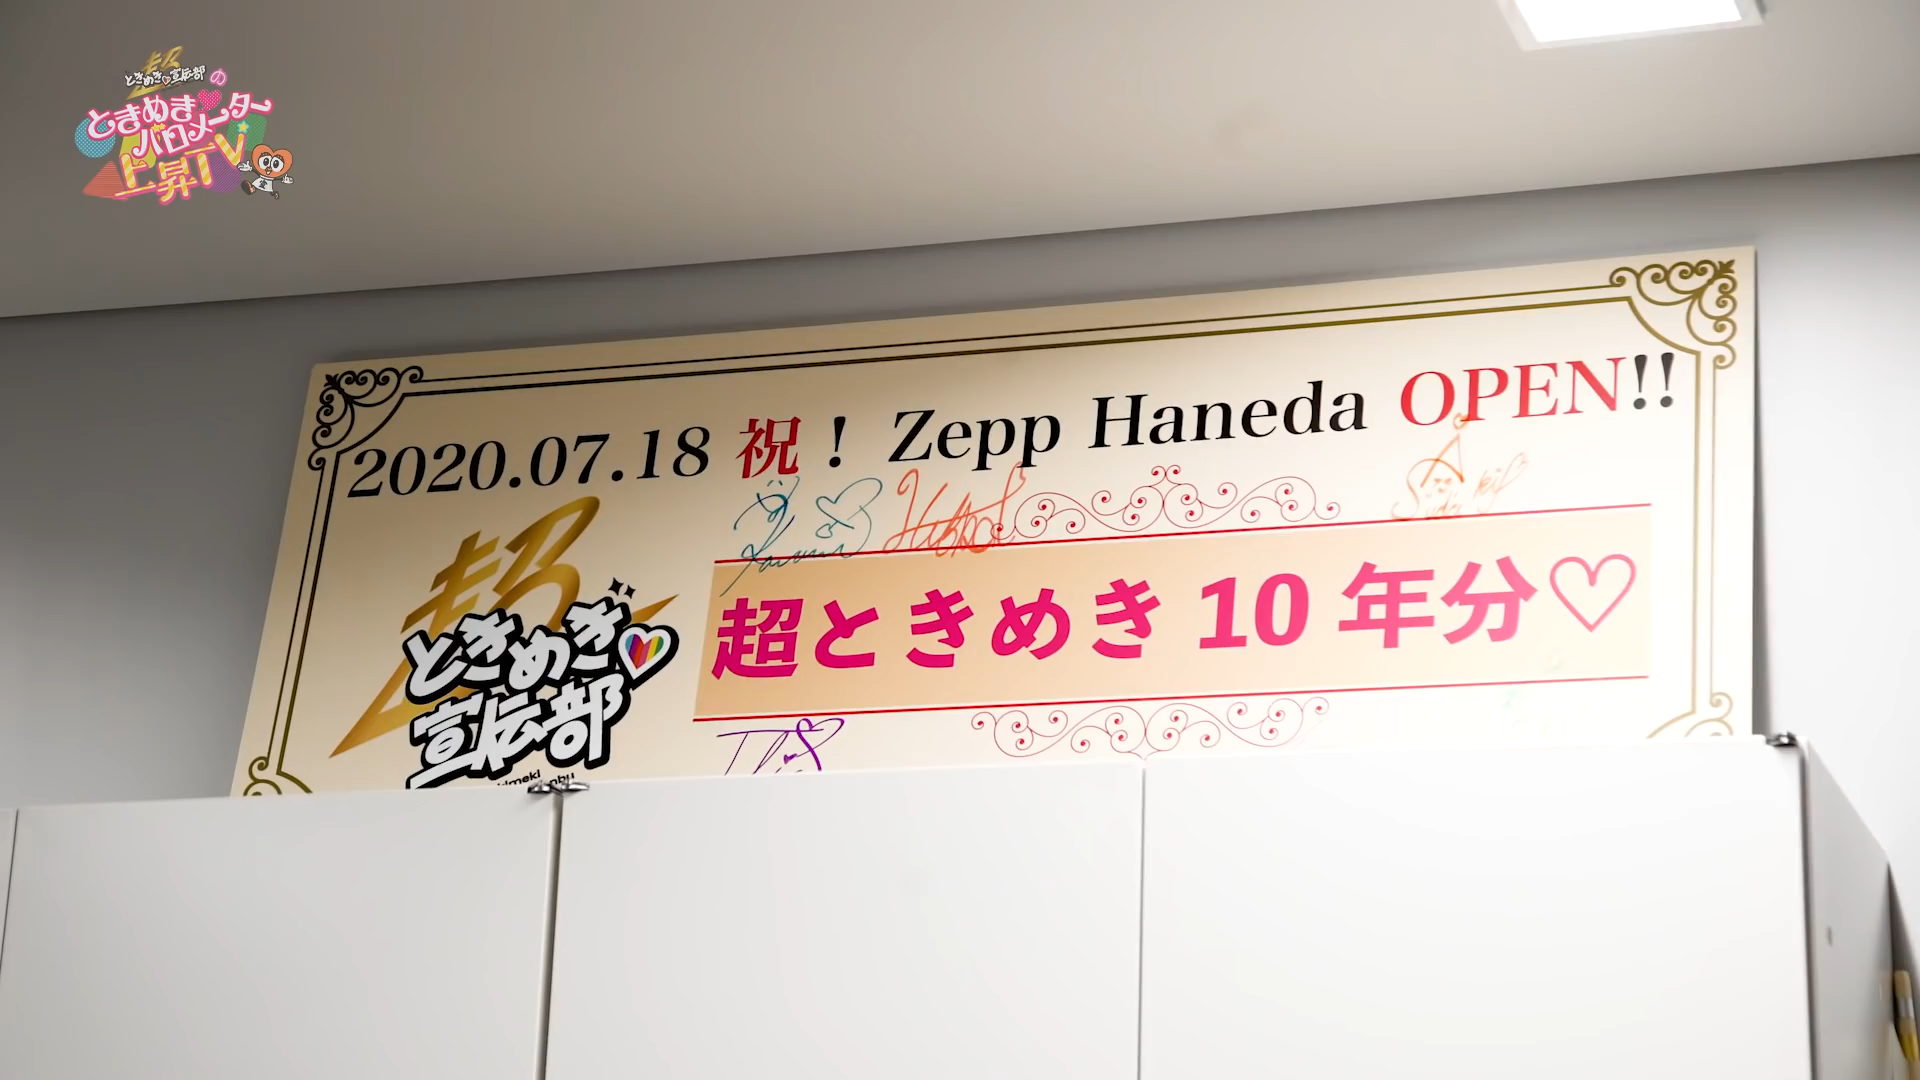 超
ときめき♡宣伝部の
ときめき♥
バロメーター
上昇TV
2020.07.18 祝！ Zepp Haneda OPEN!!
超
ときめき♡
宣伝部
超ときめき10年分♡